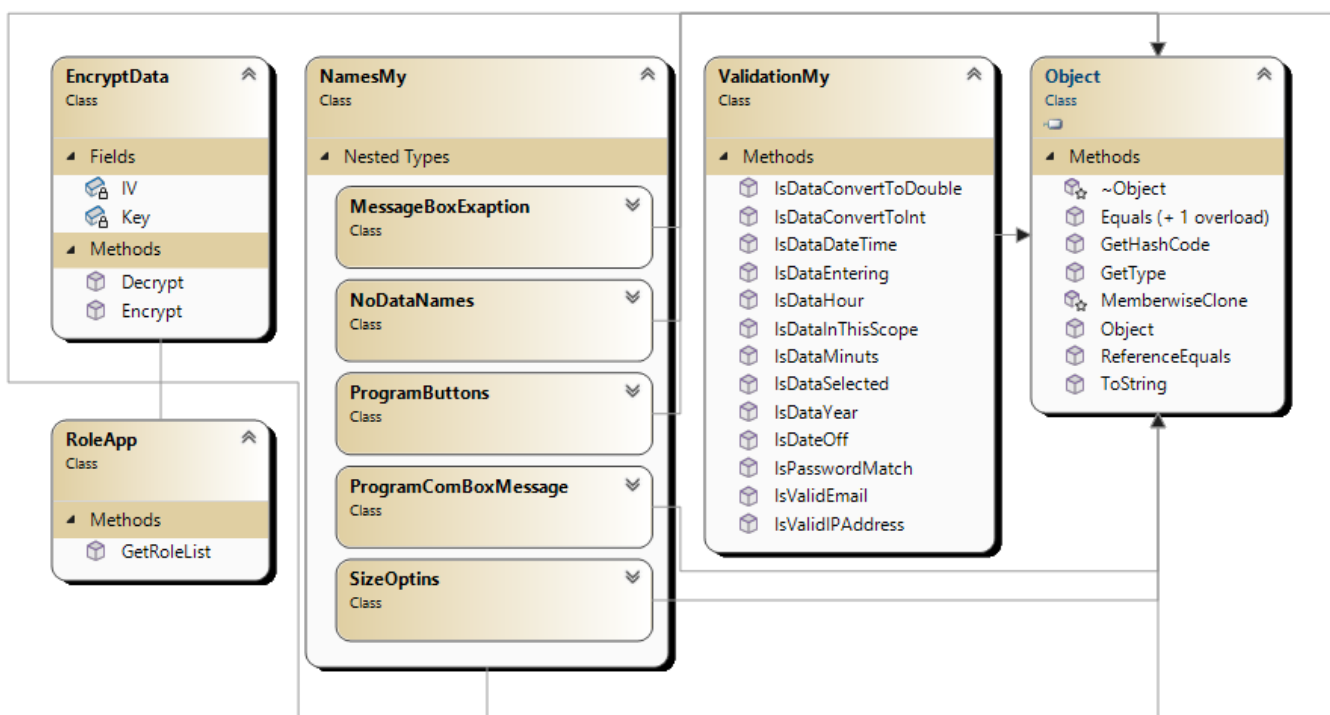 EncryptData
Class
Fields
IV
Key
Methods
Decrypt
Encrypt
RoleApp
Class
Methods
GetRoleList
NamesMy
Class
Nested Types
MessageBoxExaption
Class
NoDataNames
Class
ProgramButtons
Class
ProgramComBoxMessage
Class
SizeOptins
Class
ValidationMy
Class
Methods
IsDataConvertToDouble
IsDataConvertToInt
IsDataDateTime
IsDataEntering
IsDataHour
IsDataInThisScope
IsDataMinuts
IsDataSelected
IsDataYear
IsDateOff
IsPasswordMatch
IsValidEmail
IsValidIPAddress
Object
Class
Methods
~Object
Equals (+ 1 overload)
GetHashCode
GetType
MemberwiseClone
Object
ReferenceEquals
ToString